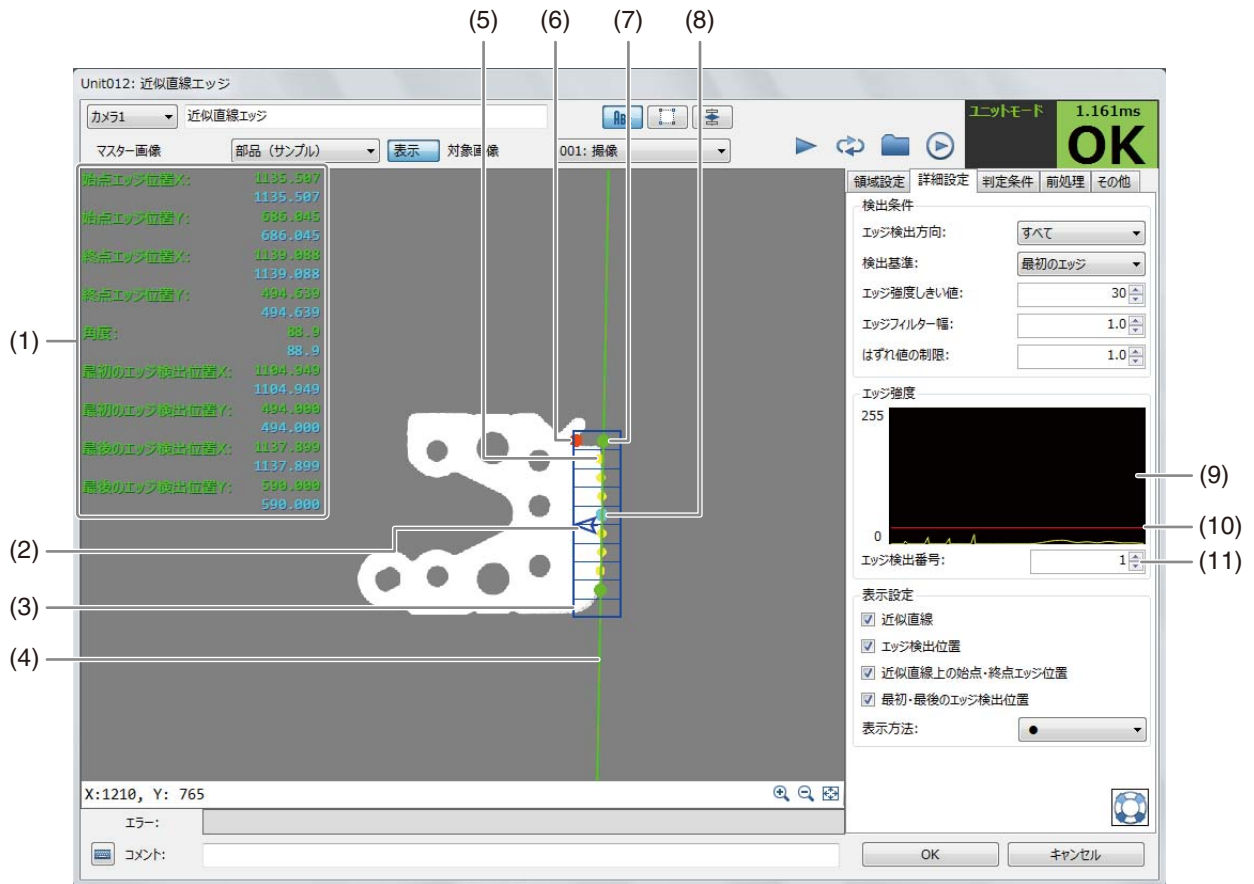 (5) (6) (7) (8)
Unit012: 近似直線エッジ
カメラ1 近似直線エッジ
ユニットモード 1.161ms
OK
マスター画像 部品（サンプル） 表示 対象画像 001: 撮像
領域設定 詳細設定 判定条件 前処理 その他
始点エッジ位置X: 1135.507
1135.507
始点エッジ位置Y: 686.045
686.045
終点エッジ位置X: 1139.088
1139.088
終点エッジ位置Y: 494.639
494.639
角度: 88.9
88.9
最初のエッジ検出位置X: 1104.949
1104.949
最初のエッジ検出位置Y: 494.000
494.000
最後のエッジ検出位置X: 1137.899
1137.899
最後のエッジ検出位置Y: 590.000
590.000
(1)
(2)
(3)
(4)
検出条件
エッジ検出方向: すべて
検出基準: 最初のエッジ
エッジ強度しきい値: 30
エッジフィルター幅: 1.0
はずれ値の制限: 1.0
エッジ強度
255
0
(9)
(10)
エッジ検出番号: 1
(11)
表示設定
近似直線
エッジ検出位置
近似直線上の始点・終点エッジ位置
最初・最後のエッジ検出位置
表示方法: ●
X:1210, Y: 765
エラー:
コメント:
OK キャンセル